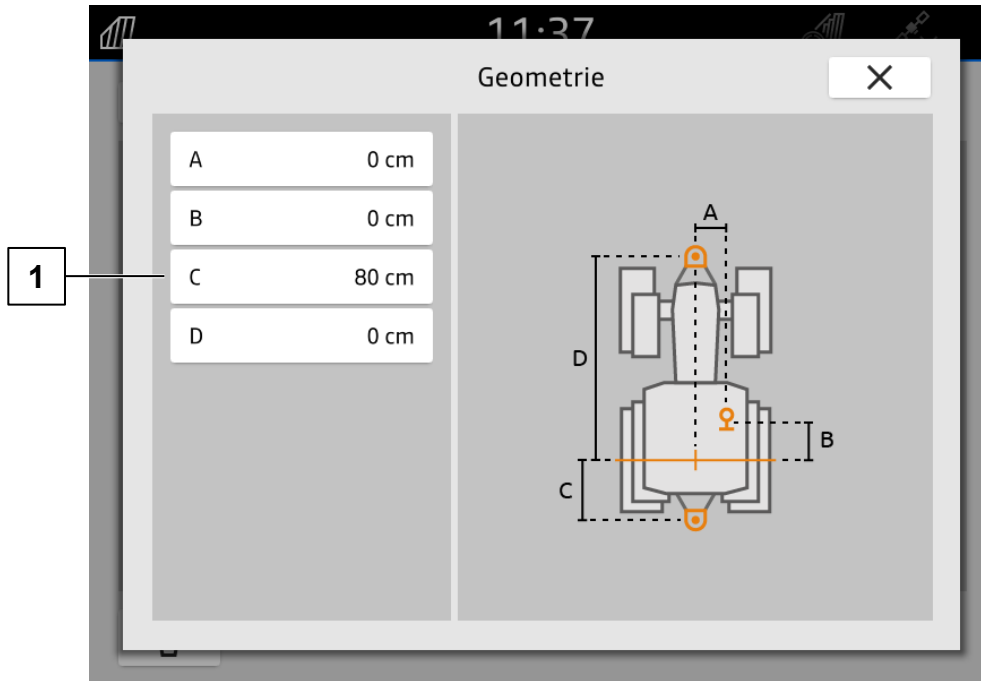 11:37
Geometrie
A 0 cm
B 0 cm
1
C 80 cm
D 0 cm
A
D
B
C